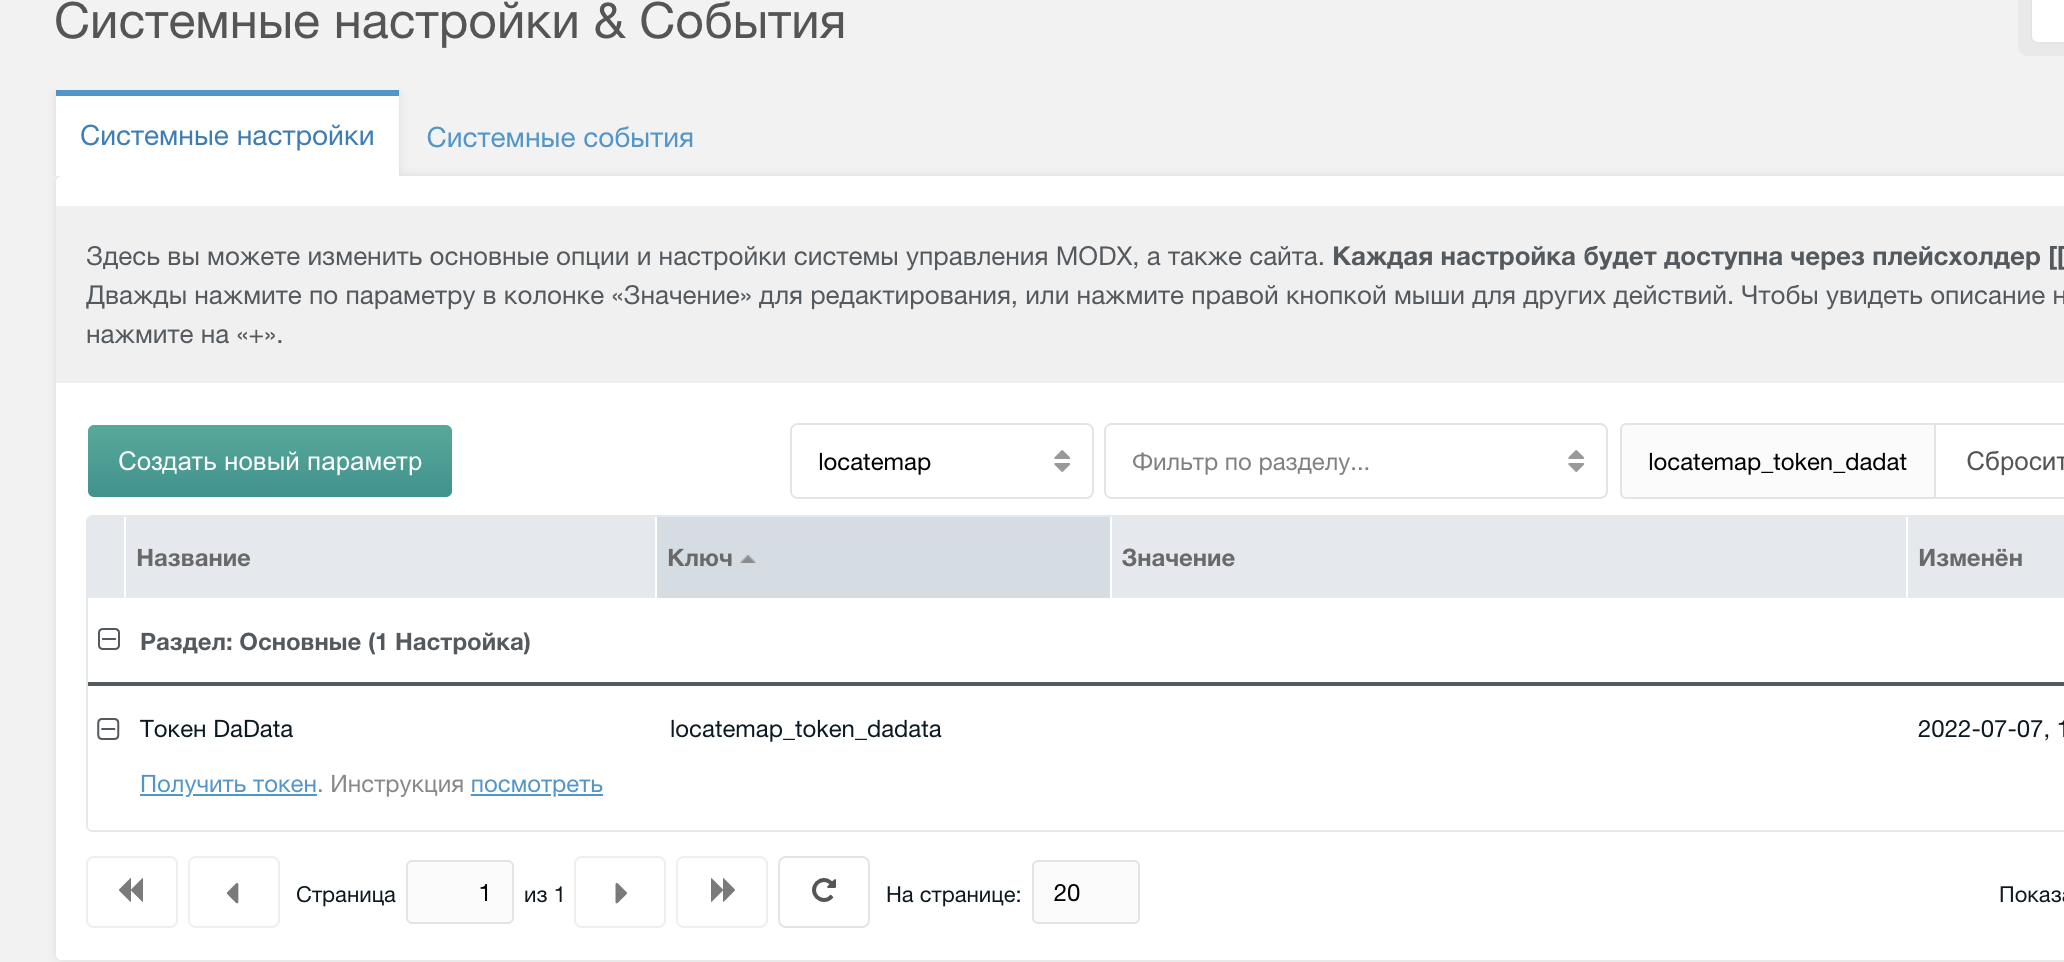 Системные настройки & События
Системные настройки
Системные события
Здесь вы можете изменить основные опции и настройки системы управления MODX, а также сайта. Каждая настройка будет доступна через плейсхолдер [[
Дважды нажмите по параметру в колонке «Значение» для редактирования, или нажмите правой кнопкой мыши для других действий. Чтобы увидеть описание
нажмите на «+».
Создать новый параметр
locatemap
Фильтр по разделу...
locatemap_token_dadat
Сбросит
Название
Ключ
Значение
Изменён
Раздел: Основные (1 Настройка)
Токен DaData
locatemap_token_dadata
2022-07-07,
Получить токен. Инструкция посмотреть
Страница
1
из 1
На странице:
20
Показ